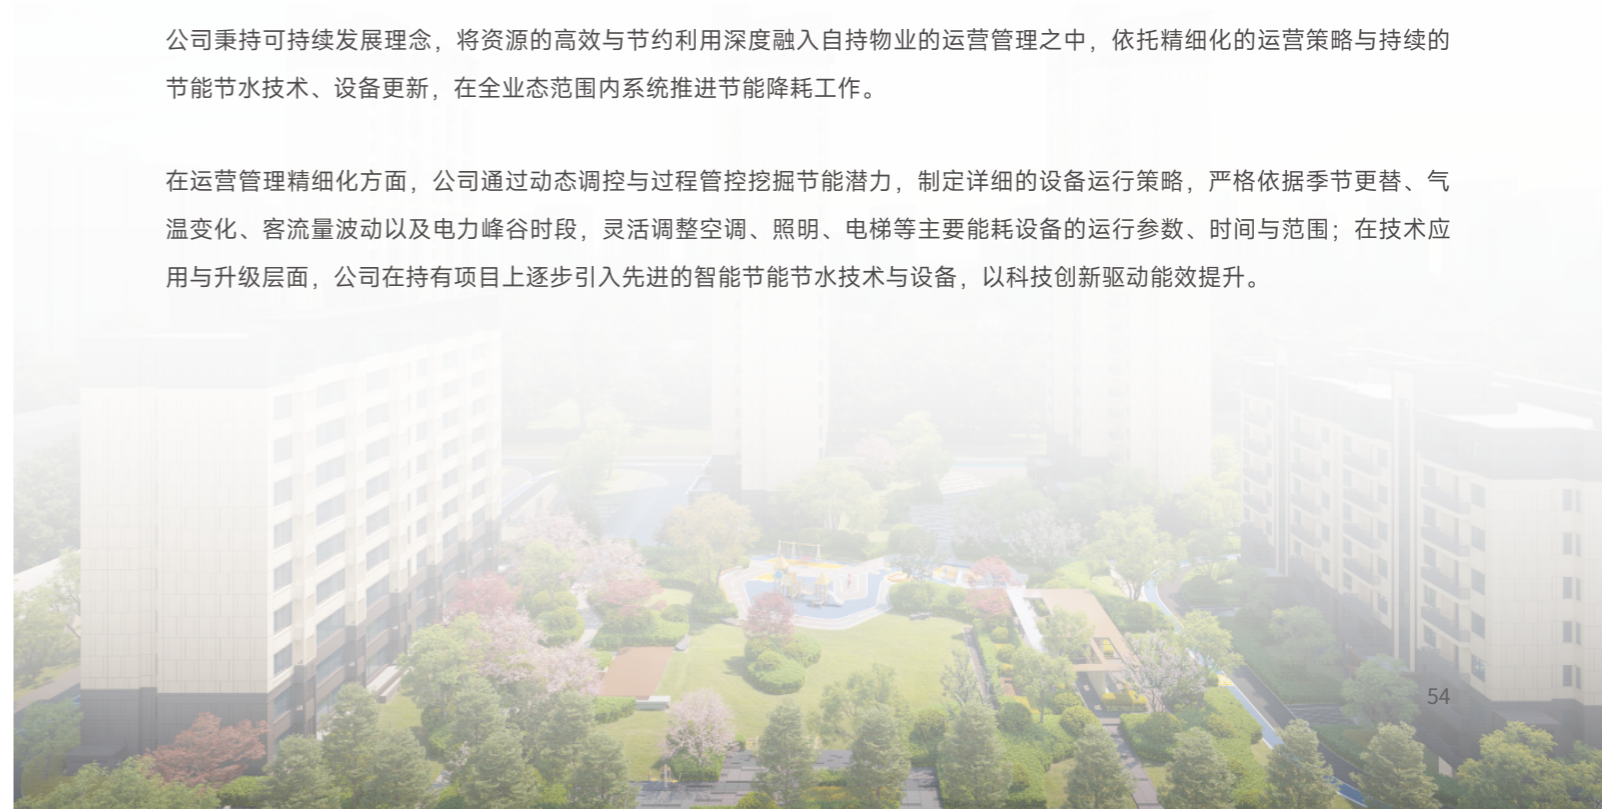 公司秉持可持续发展理念，将资源的高效与节约利用深度融入自持物业的运营管理之中，依托精细化的运营策略与持续的
节能节水技术、设备更新，在全业态范围内系统推进节能降耗工作。
在运营管理精细化方面，公司通过动态调控与过程管控挖掘节能潜力，制定详细的设备运行策略，严格依据季节更替、气
温变化、客流量波动以及电力峰谷时段，灵活调整空调、照明、电梯等主要能耗设备的运行参数、时间与范围；在技术应
用与升级层面，公司在持有项目上逐步引入先进的智能节能节水技术与设备，以科技创新驱动能效提升。
54